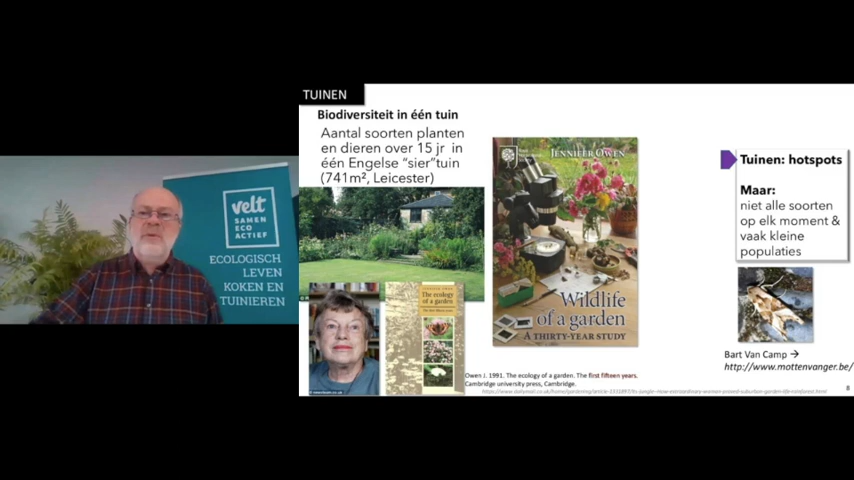 velt
SAMEN
ECO
ACTIEF
ECOLOGISCH
LEVEN
KOKEN EN
TUINIEREN
TUINEN
Biodiversiteit in één tuin
Aantal soorten planten
en dieren over 15 jr in
één Engelse “sier”tuin
(741m², Leicester)
JENNIFER OWEN
Wildlife
of a garden
A THIRTY-YEAR STUDY
The ecology
of a garden
Owen J. 1991. The ecology of a garden. The first fifteen years.
Cambridge university press, Cambridge.
Tuinen: hotspots
Maar:
niet alle soorten
op elk moment &
vaak kleine
populaties
Bart Van Camp →
http://www.mottenvanger.be/
8